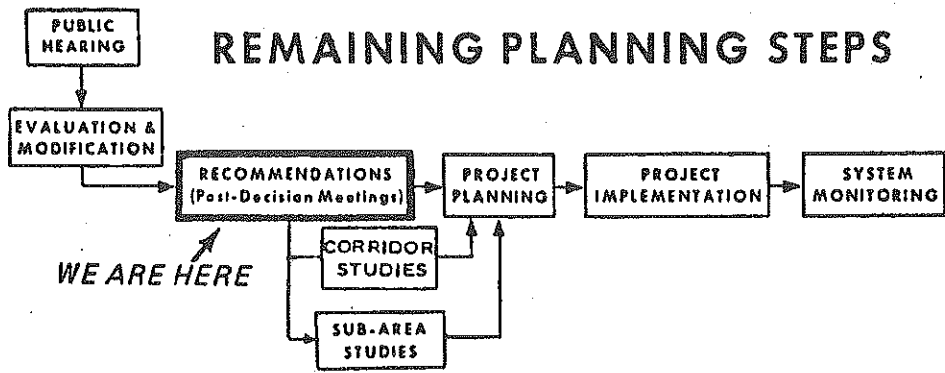 PUBLIC
HEARING
REMAINING PLANNING STEPS
EVALUATION &
MODIFICATION
RECOMMENDATIONS
(Post-Decision Meetings)
PROJECT
PLANNING
PROJECT
IMPLEMENTATION
SYSTEM
MONITORING
WE ARE HERE
CORRIDOR
STUDIES
SUB-AREA
STUDIES